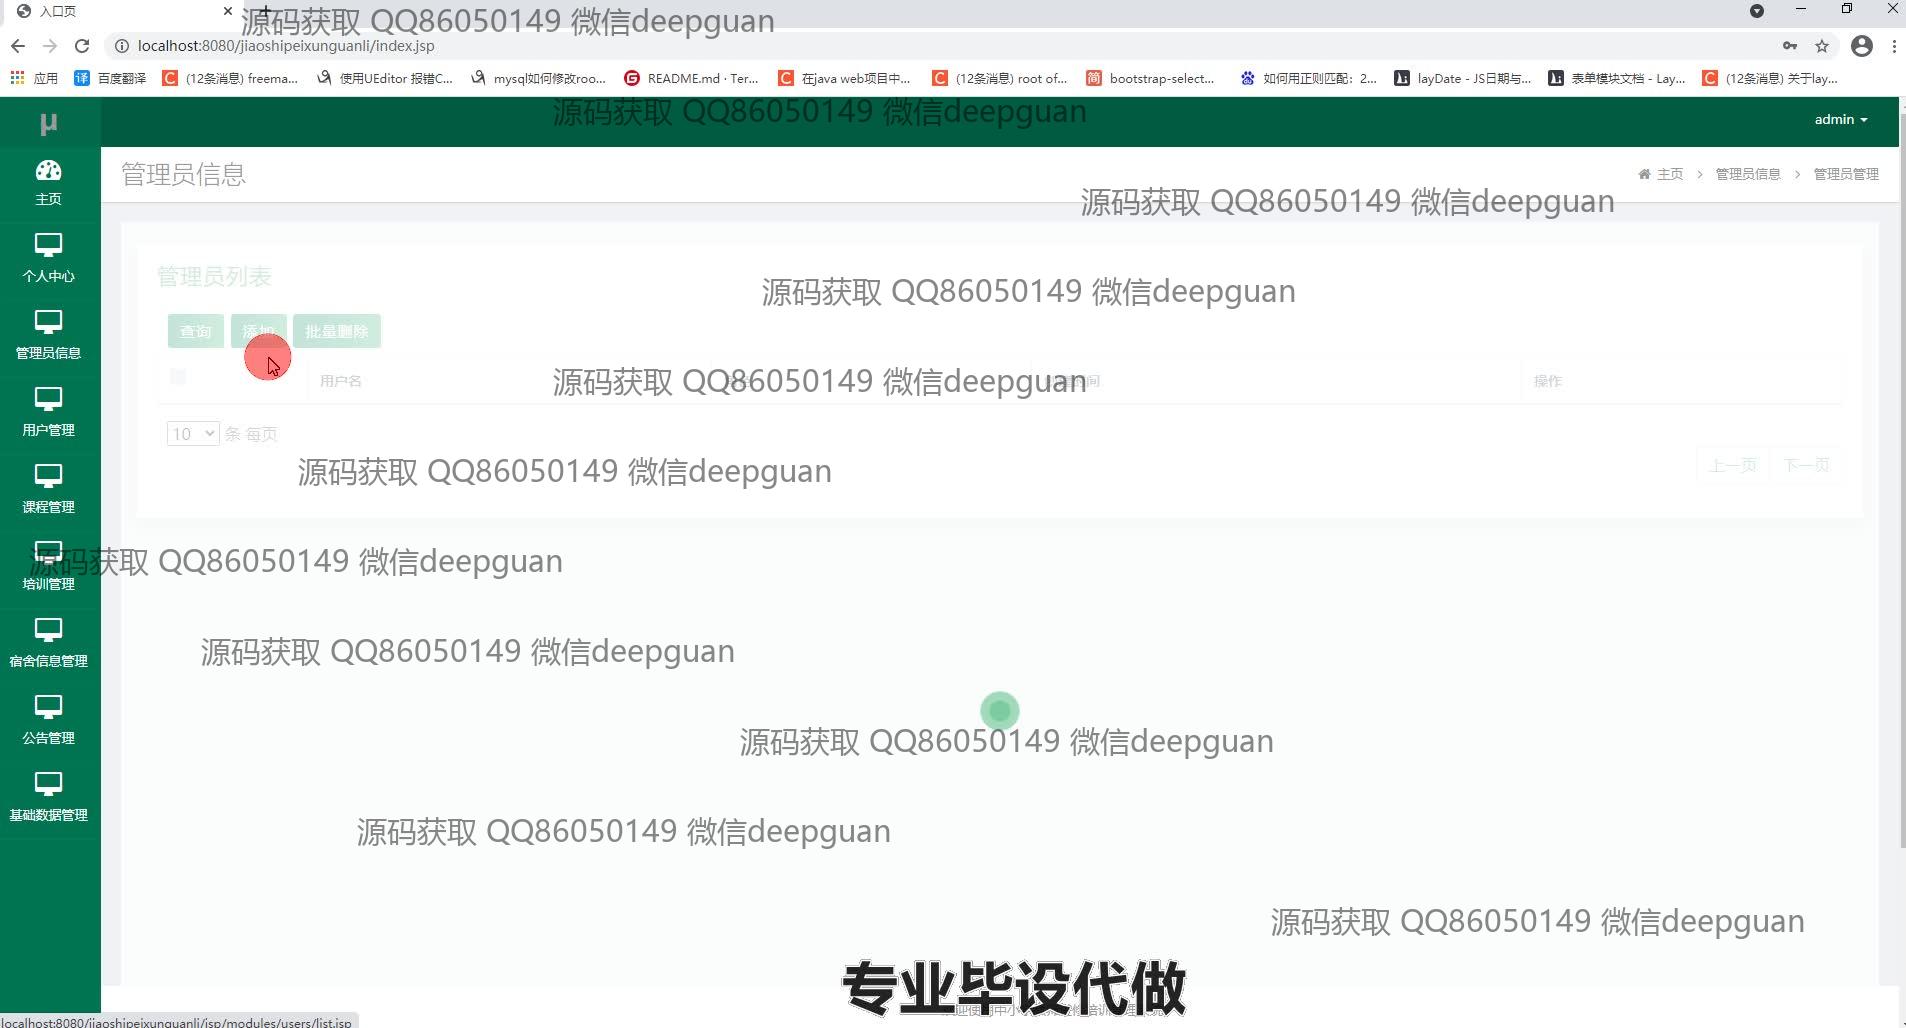 入口页
源码获取 QQ86050149 微信deepguan
localhost:8080/jiaoshipeixunguanli/index.jsp
应用
百度翻译
(12条消息) freema...
使用UEditor 报错C...
mysql如何修改roo...
README.md · Ter...
在java web项目中...
(12条消息) root of...
bootstrap-select...
如何用正则匹配：2...
layDate - JS日期与...
表单模块文档 - Lay...
(12条消息) 关于lay...
源码获取 QQ86050149 微信deepguan
μ
admin
主页
管理员信息
主页 > 管理员信息 > 管理员管理
源码获取 QQ86050149 微信deepguan
个人中心
管理员列表
源码获取 QQ86050149 微信deepguan
查询
添加
批量删除
管理员信息
用户名
操作
源码获取 QQ86050149 微信deepguan
用户管理
10 条 每页
上一页
下一页
源码获取 QQ86050149 微信deepguan
课程管理
源码获取 QQ86050149 微信deepguan
培训管理
源码获取 QQ86050149 微信deepguan
宿舍信息管理
公告管理
源码获取 QQ86050149 微信deepguan
基础数据管理
源码获取 QQ86050149 微信deepguan
源码获取 QQ86050149 微信deepguan
专业毕设代做
localhost:8080/jiaoshipeixunguanli/jsp/modules/users/list.jsp